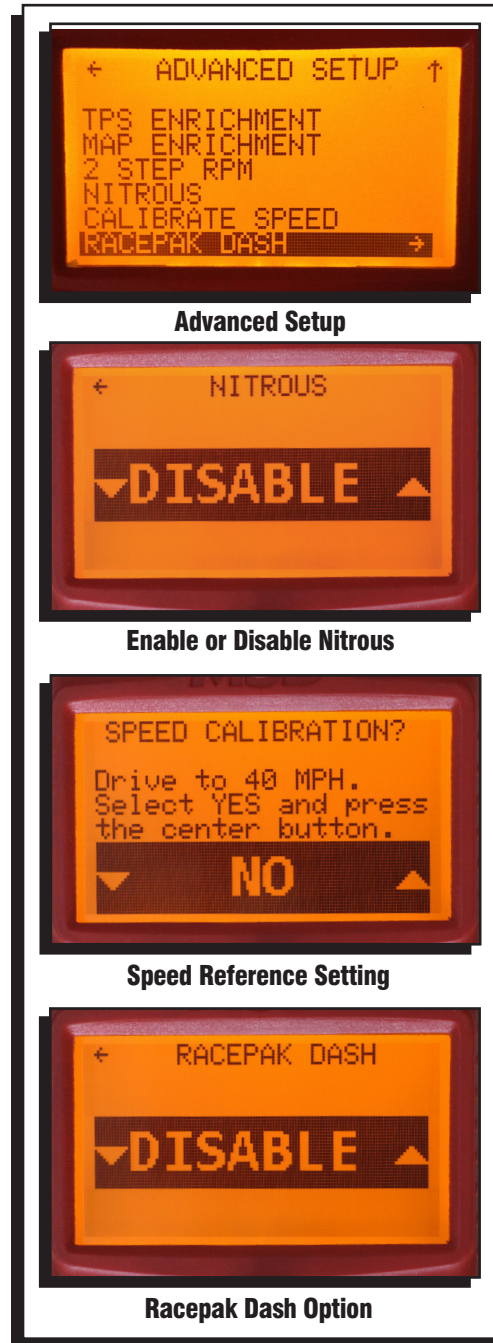 ← ADVANCED SETUP ↑
TPS ENRICHMENT
MAP ENRICHMENT
2 STEP RPM
NITROUS
CALIBRATE SPEED
RACEPAK DASH →
Advanced Setup
← NITROUS
▼DISABLE ▲
Enable or Disable Nitrous
SPEED CALIBRATION?
Drive to 40 MPH.
Select YES and press
the center button.
▼ NO ▲
Speed Reference Setting
← RACEPAK DASH
▼DISABLE ▲
Racepak Dash Option